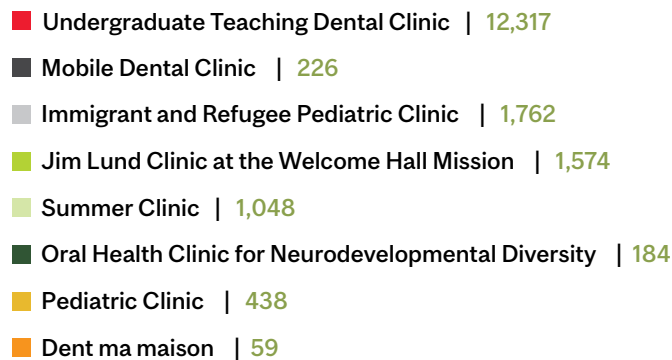 Undergraduate Teaching Dental Clinic | 12,317
Mobile Dental Clinic | 226
Immigrant and Refugee Pediatric Clinic | 1,762
Jim Lund Clinic at the Welcome Hall Mission | 1,574
Summer Clinic | 1,048
Oral Health Clinic for Neurodevelopmental Diversity | 184
Pediatric Clinic | 438
Dent ma maison | 59